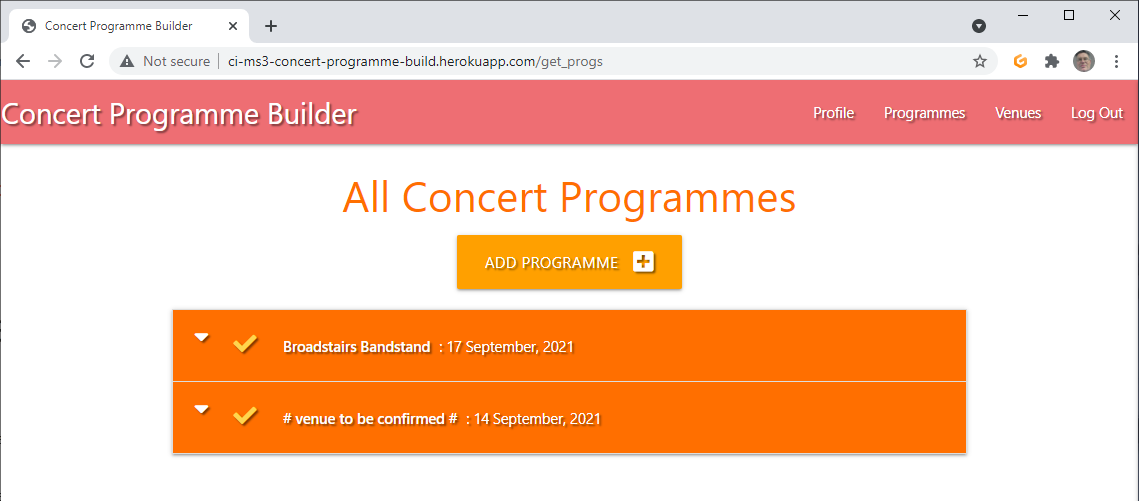 Concert Programme Builder
Not secure | ci-ms3-concert-programme-build.herokuapp.com/get_progs
Concert Programme Builder
Profile Programmes Venues Log Out
All Concert Programmes
ADD PROGRAMME
Broadstairs Bandstand : 17 September, 2021
# venue to be confirmed # : 14 September, 2021